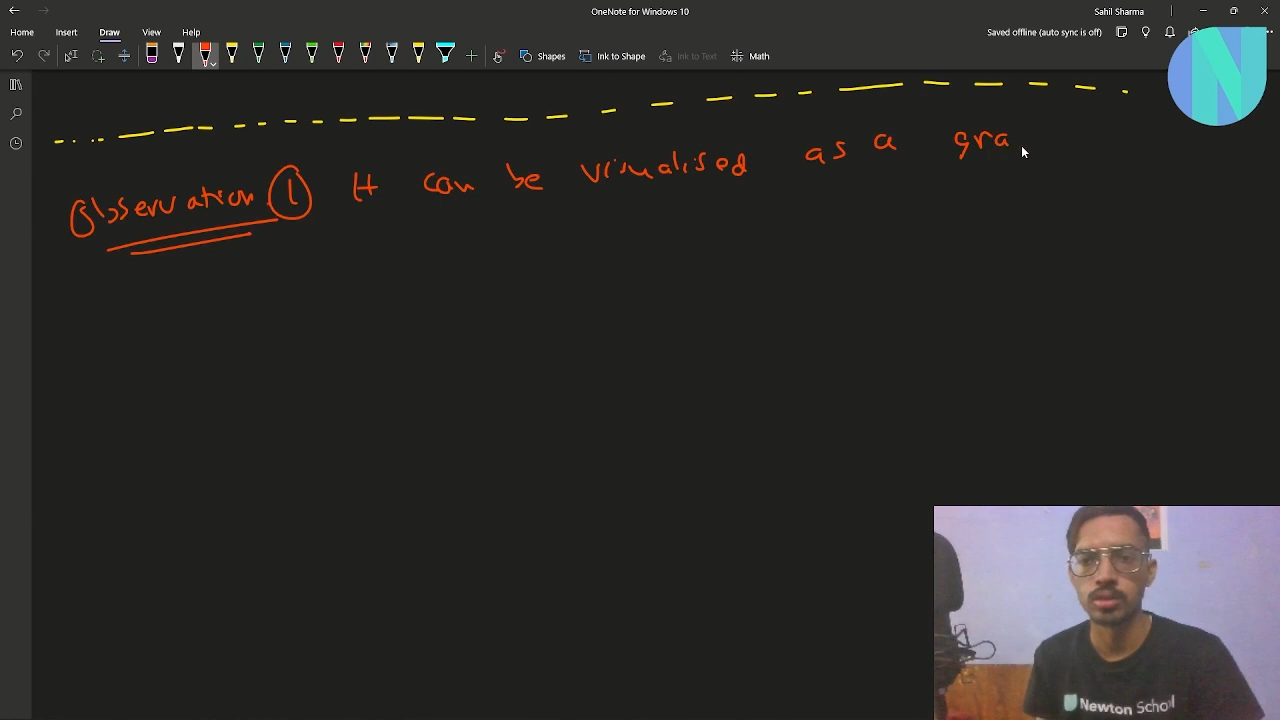 OneNote for Windows 10
Sahil Sharma
Home Insert Draw View Help
Saved offline (auto sync is off)
Shapes Ink to Shape Ink to Text Math
Observation 1 It can be visualised as a gra
Newton School